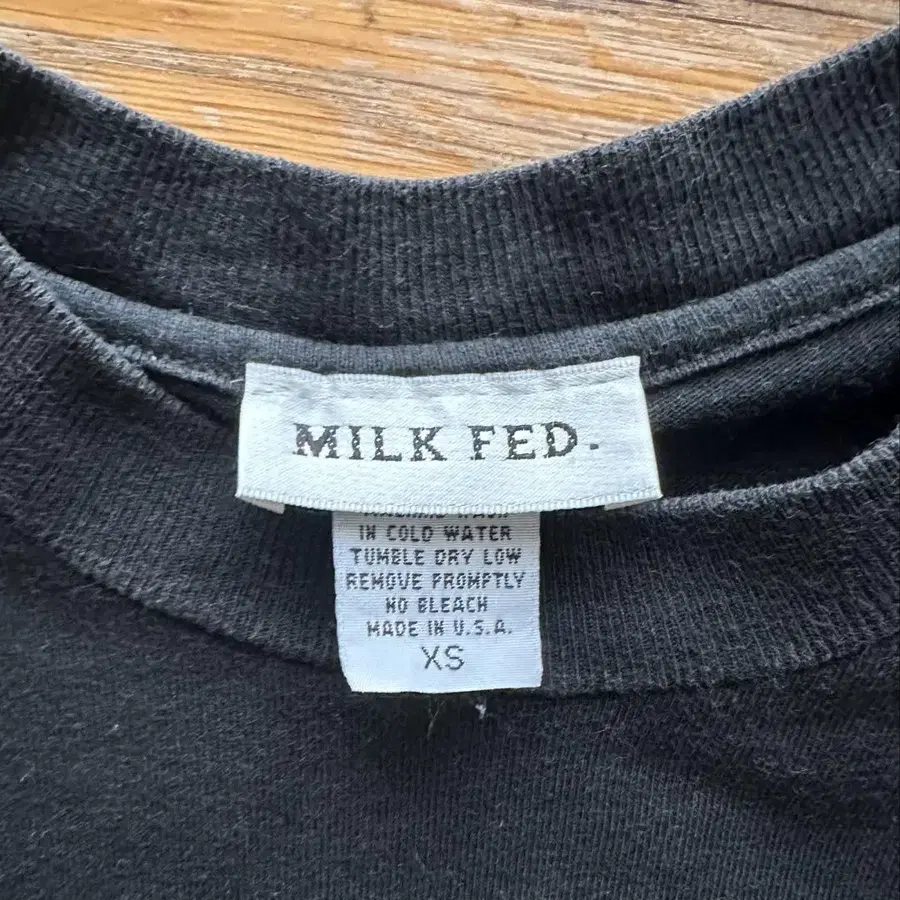 MILK FED.
IN COLD WATER
TUMBLE DRY LOW
REMOVE PROMPTLY
NO BLEACH
MADE IN U.S.A.
XS